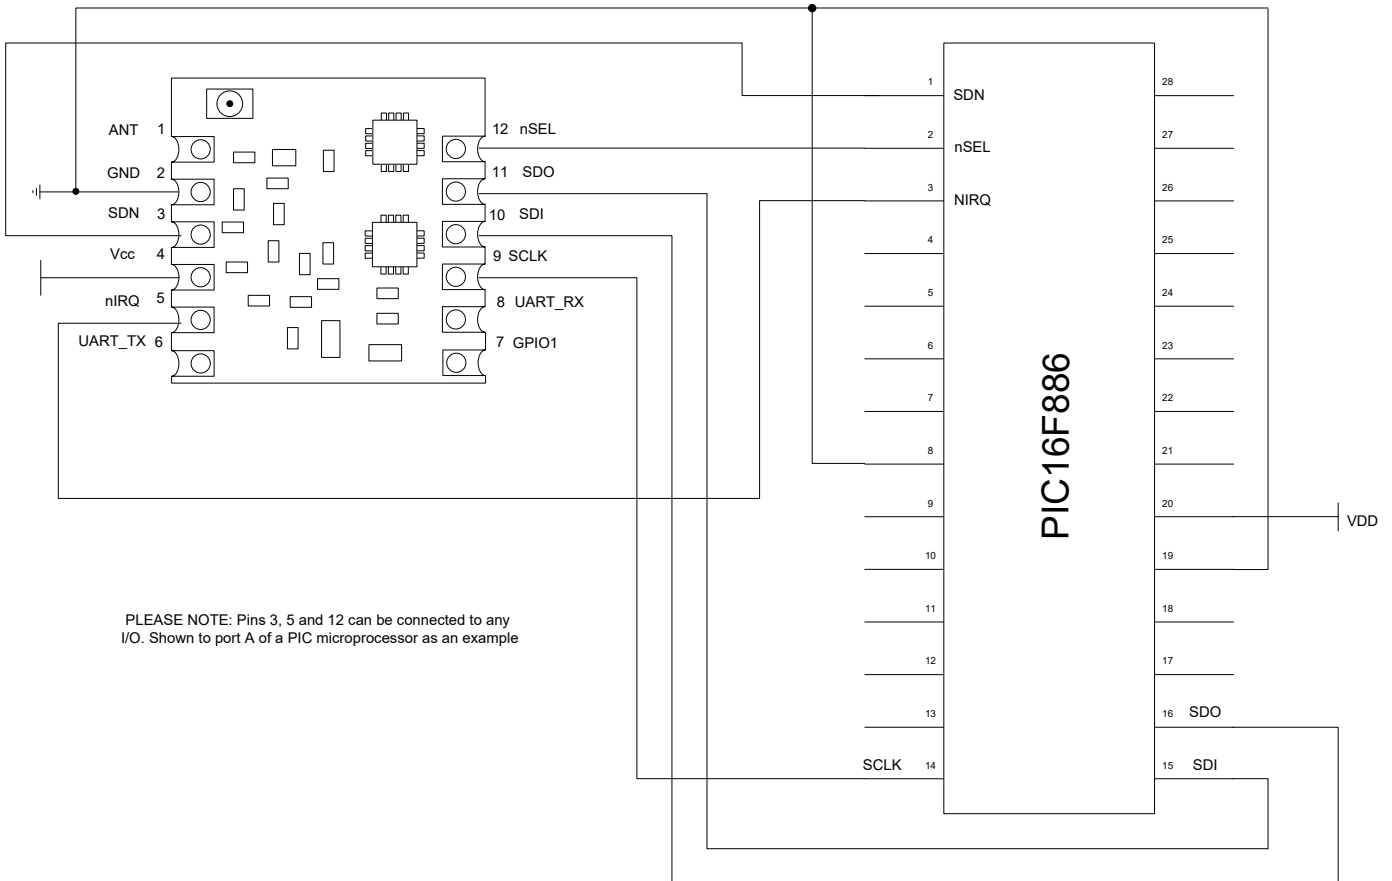 ANT 1
GND 2
SDN 3
Vcc 4
nIRQ 5
UART_TX 6
12 nSEL
11 SDO
10 SDI
9 SCLK
8 UART_RX
7 GPIO1
1 SDN
2 nSEL
3 NIRQ
4
5
6
7
8
9
10
11
12
13
SCLK 14
PIC16F886
28
27
26
25
24
23
22
21
20 VDD
19
18
17
16 SDO
15 SDI
PLEASE NOTE: Pins 3, 5 and 12 can be connected to any
I/O. Shown to port A of a PIC microprocessor as an example